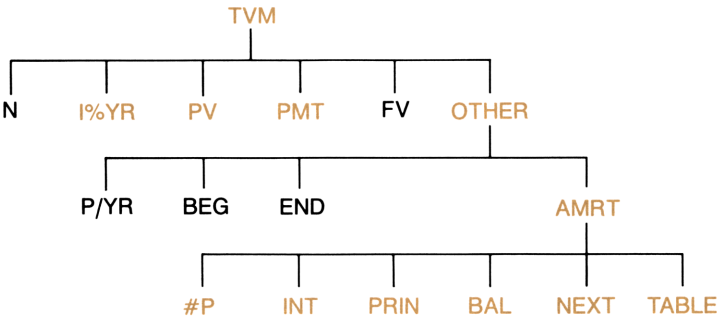 TVM
N I%YR PV PMT FV OTHER
P/YR BEG END AMRT
#P INT PRIN BAL NEXT TABLE